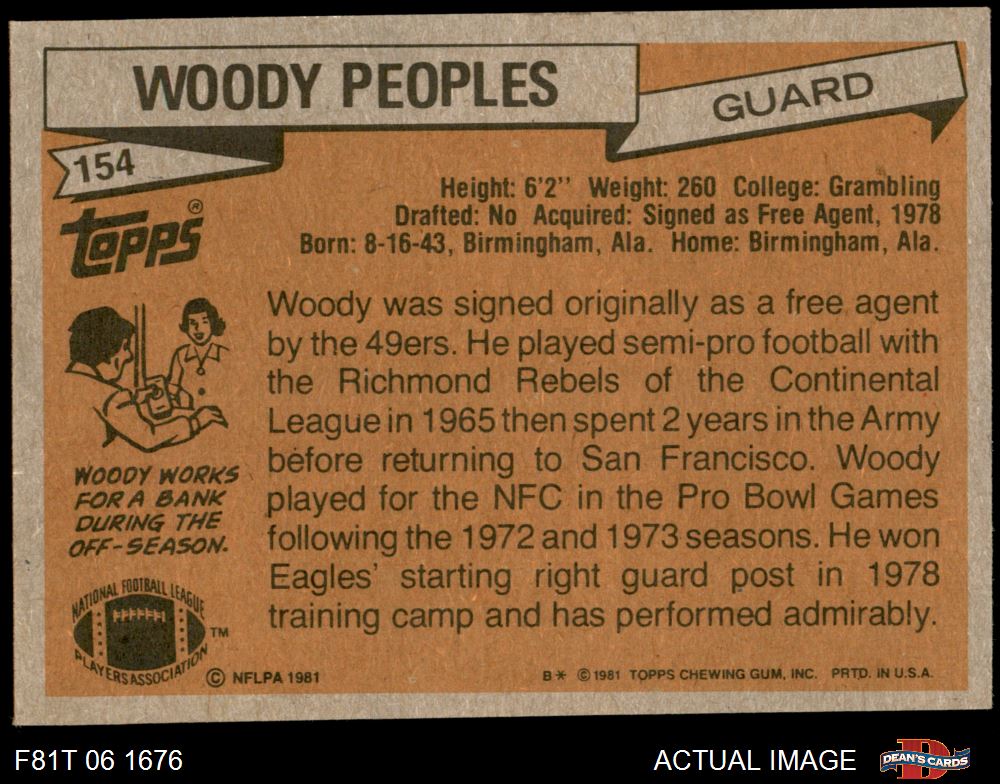 WOODY PEOPLES
GUARD
154
topps®
Height: 6'2'' Weight: 260 College: Grambling
Drafted: No Acquired: Signed as Free Agent, 1978
Born: 8-16-43, Birmingham, Ala. Home: Birmingham, Ala.
Woody was signed originally as a free agent
by the 49ers. He played semi-pro football with
the Richmond Rebels of the Continental
League in 1965 then spent 2 years in the Army
before returning to San Francisco. Woody
played for the NFC in the Pro Bowl Games
following the 1972 and 1973 seasons. He won
Eagles' starting right guard post in 1978
training camp and has performed admirably.
WOODY WORKS
FOR A BANK
DURING THE
OFF-SEASON.
NATIONAL FOOTBALL LEAGUE
PLAYERS ASSOCIATION
TM
© NFLPA 1981
B* © 1981 TOPPS CHEWING GUM, INC. PRTD. IN U.S.A.
F81T 06 1676
ACTUAL IMAGE
D
DEAN'S CARDS